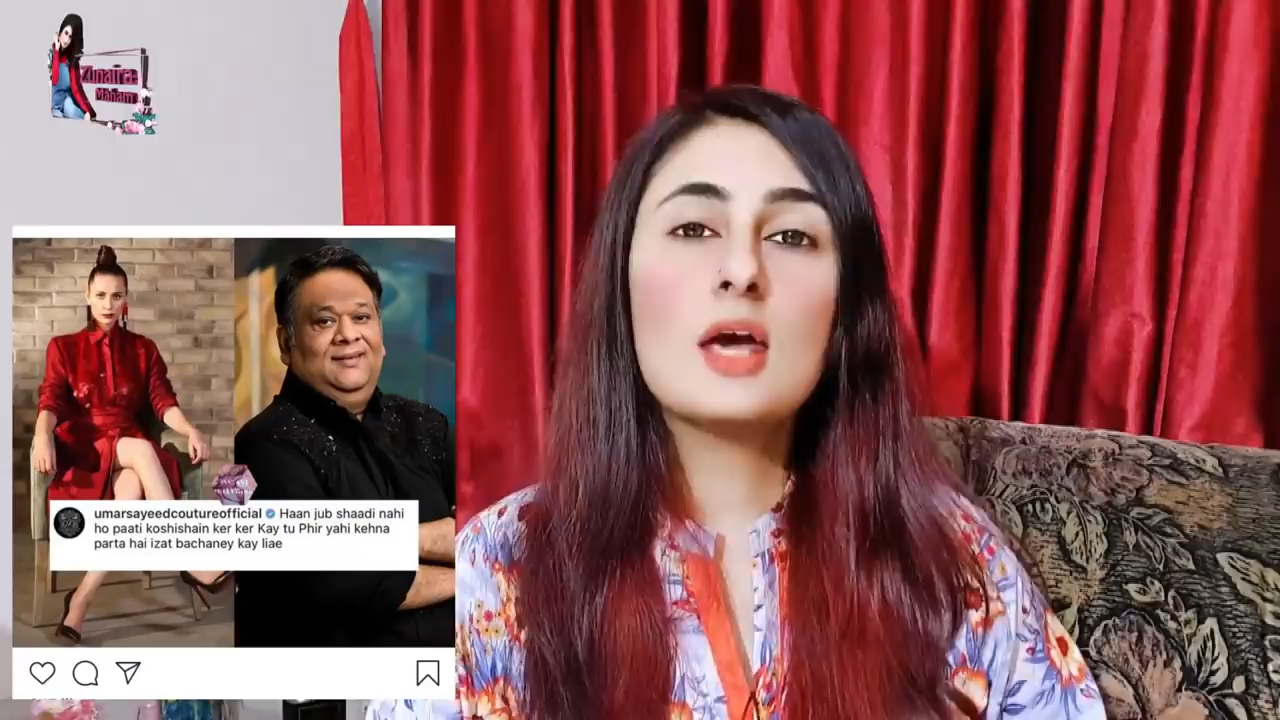 Zunaira
Maham
umarsayeedcoutureofficial Haan jub shaadi nahi
ho paati koshishain ker ker Kay tu Phir yahi kehna
parta hai izat bachaney kay liae